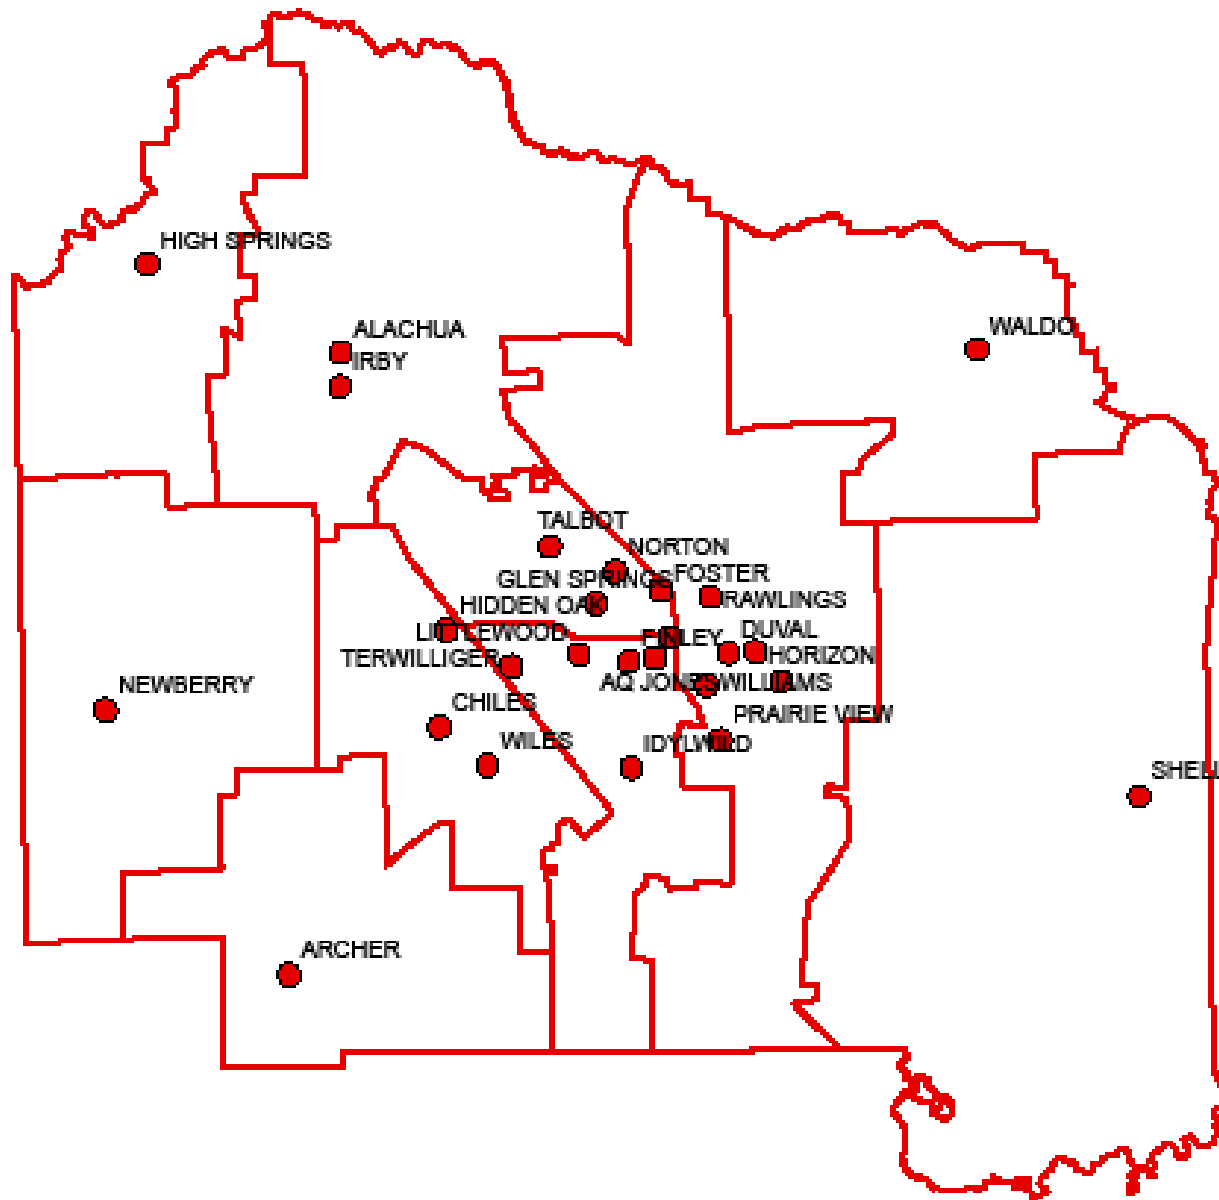 HIGH SPRINGS
ALACHUA
WALDO
IRBY
TALBOT
NORTON
GLEN SPRINGS
FOSTER
HIDDEN OAK
RAWLINGS
LITTLEWOOD
FINLEY
DUVAL
TERWILLIGER
HORIZON
NEWBERRY
AQ JONES
WILLIAMS
CHILES
PRAIRIE VIEW
WILES
IDYLWILD
SHELL
ARCHER